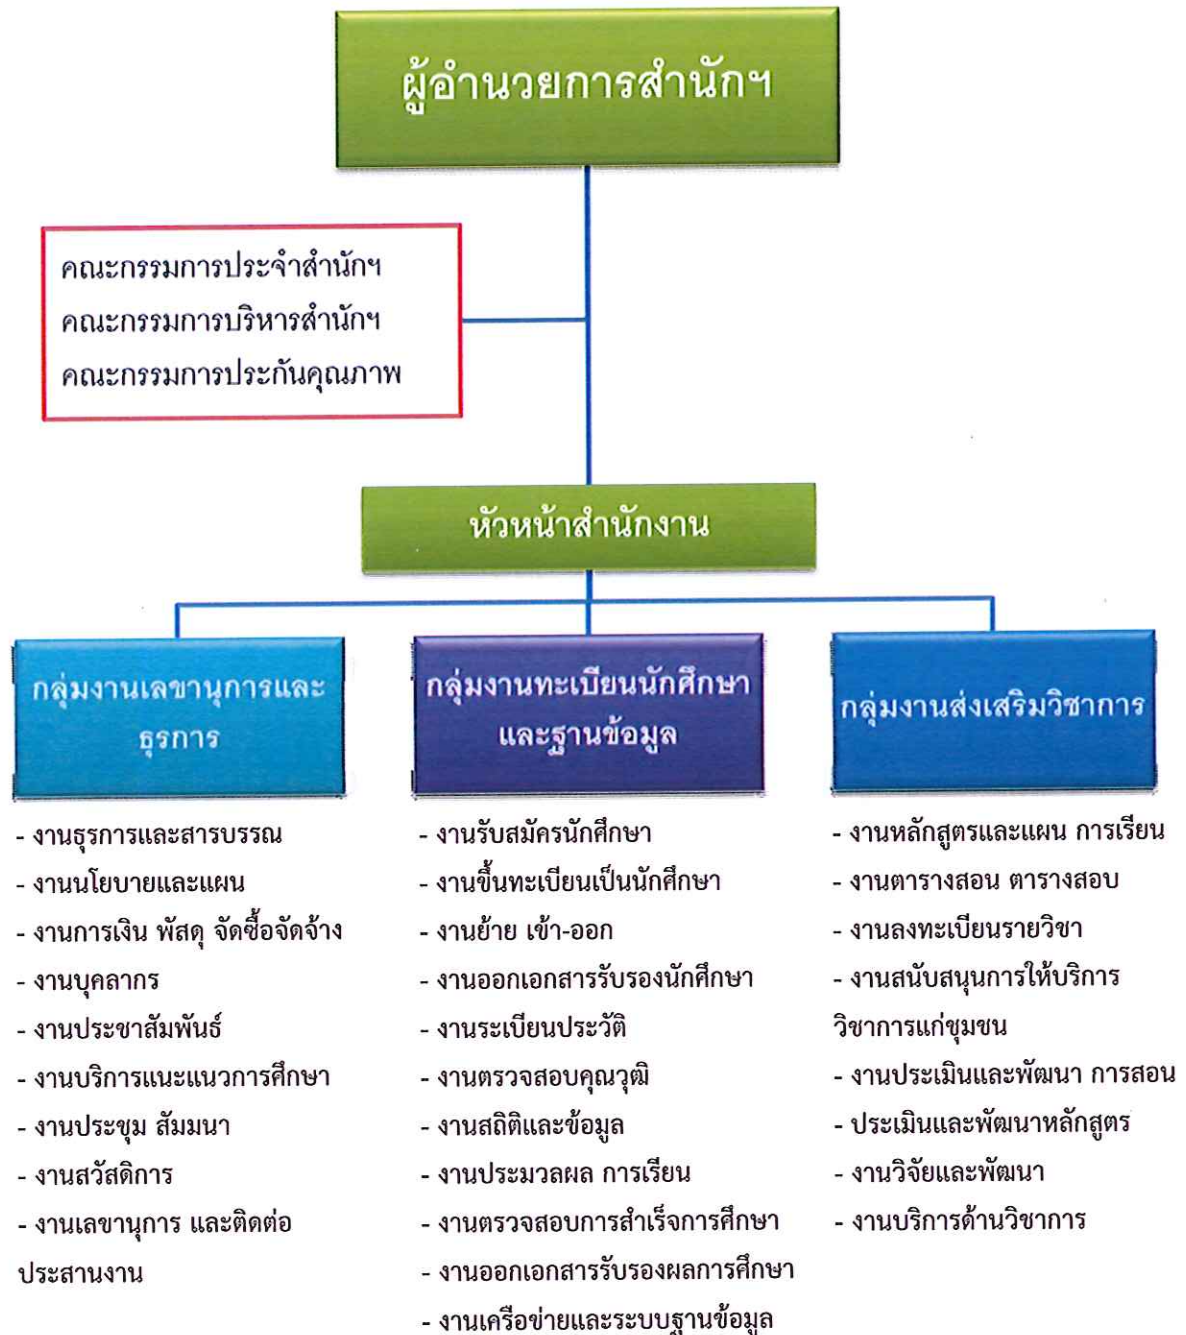 ผู้อำนวยการสำนักฯ
คณะกรรมการประจำสำนักฯ
คณะกรรมการบริหารสำนักฯ
คณะกรรมการประกันคุณภาพ
หัวหน้าสำนักงาน
กลุ่มงานเลขานุการและ
ธุรการ
- งานธุรการและสารบรรณ
- งานนโยบายและแผน
- งานการเงิน พัสดุ จัดซื้อจัดจ้าง
- งานบุคลากร
- งานประชาสัมพันธ์
- งานบริการแนะแนวการศึกษา
- งานประชุม สัมมนา
- งานสวัสดิการ
- งานเลขานุการ และติดต่อ
ประสานงาน
กลุ่มงานทะเบียนนักศึกษา
และฐานข้อมูล
- งานรับสมัครนักศึกษา
- งานขึ้นทะเบียนเป็นนักศึกษา
- งานย้าย เข้า-ออก
- งานออกเอกสารรับรองนักศึกษา
- งานระเบียนประวัติ
- งานตรวจสอบคุณวุฒิ
- งานสถิติและข้อมูล
- งานประมวลผล การเรียน
- งานตรวจสอบการสำเร็จการศึกษา
- งานออกเอกสารรับรองผลการศึกษา
- งานเครือข่ายและระบบฐานข้อมูล
กลุ่มงานส่งเสริมวิชาการ
- งานหลักสูตรและแผน การเรียน
- งานตารางสอน ตารางสอบ
- งานลงทะเบียนรายวิชา
- งานสนับสนุนการให้บริการ
วิชาการแก่ชุมชน
- งานประเมินและพัฒนา การสอน
- ประเมินและพัฒนาหลักสูตร
- งานวิจัยและพัฒนา
- งานบริการด้านวิชาการ